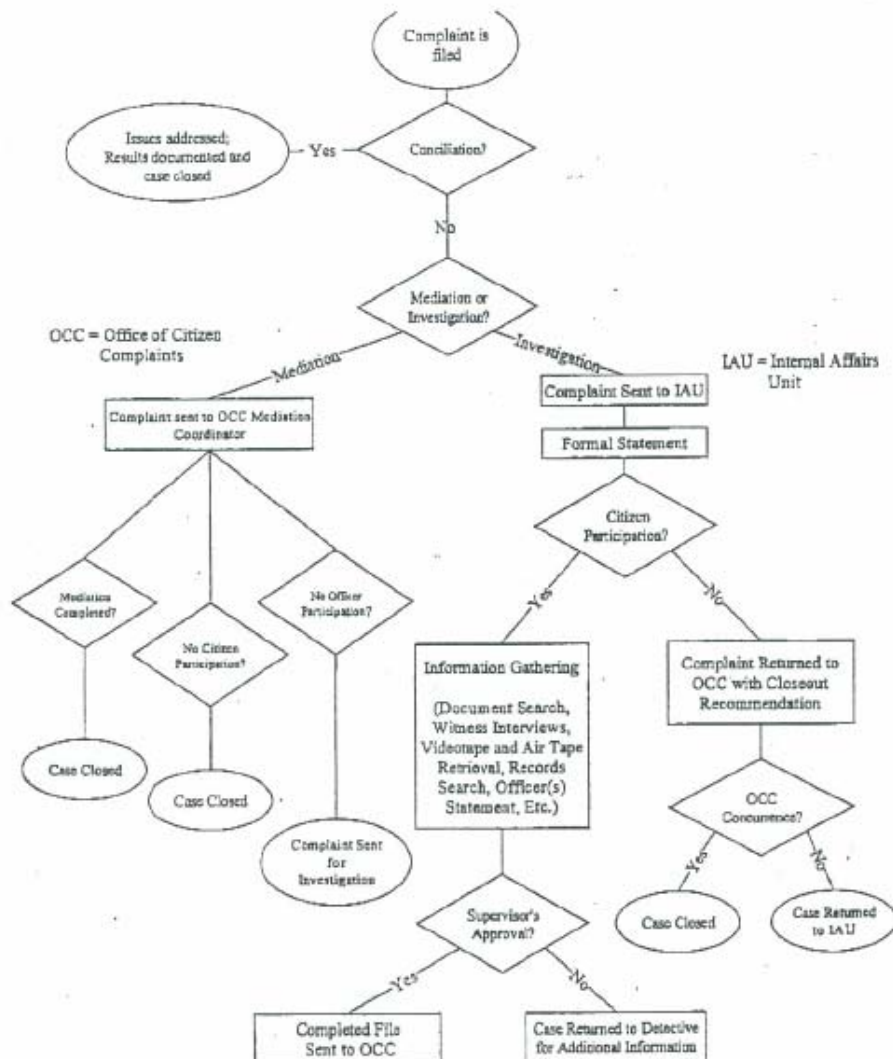 Complaint is
filed
Issues addressed;
Results documented and
case closed
Yes
Conciliation?
No
Mediation or
Investigation?
OCC = Office of Citizen
Complaints
Mediation
Investigation
IAU = Internal Affairs
Unit
Complaint sent to OCC Mediation
Coordinator
Complaint Sent to IAU
Formal Statement
Citizen
Participation?
Mediation
Completed?
No Citizen
Participation?
No Officer
Participation?
Yes
No
Case Closed
Case Closed
Complaint Sent
for
Investigation
Information Gathering
(Document Search,
Witness Interviews,
Videotape and Air Tape
Retrieval, Records
Search, Officer(s)
Statement, Etc.)
Complaint Returned to
OCC with Closeout
Recommendation
OCC
Concurrence?
Yes
No
Case Closed
Case Returned
to IAU
Supervisor's
Approval?
Yes
No
Completed File
Sent to OCC
Case Returned to Detective
for Additional Information